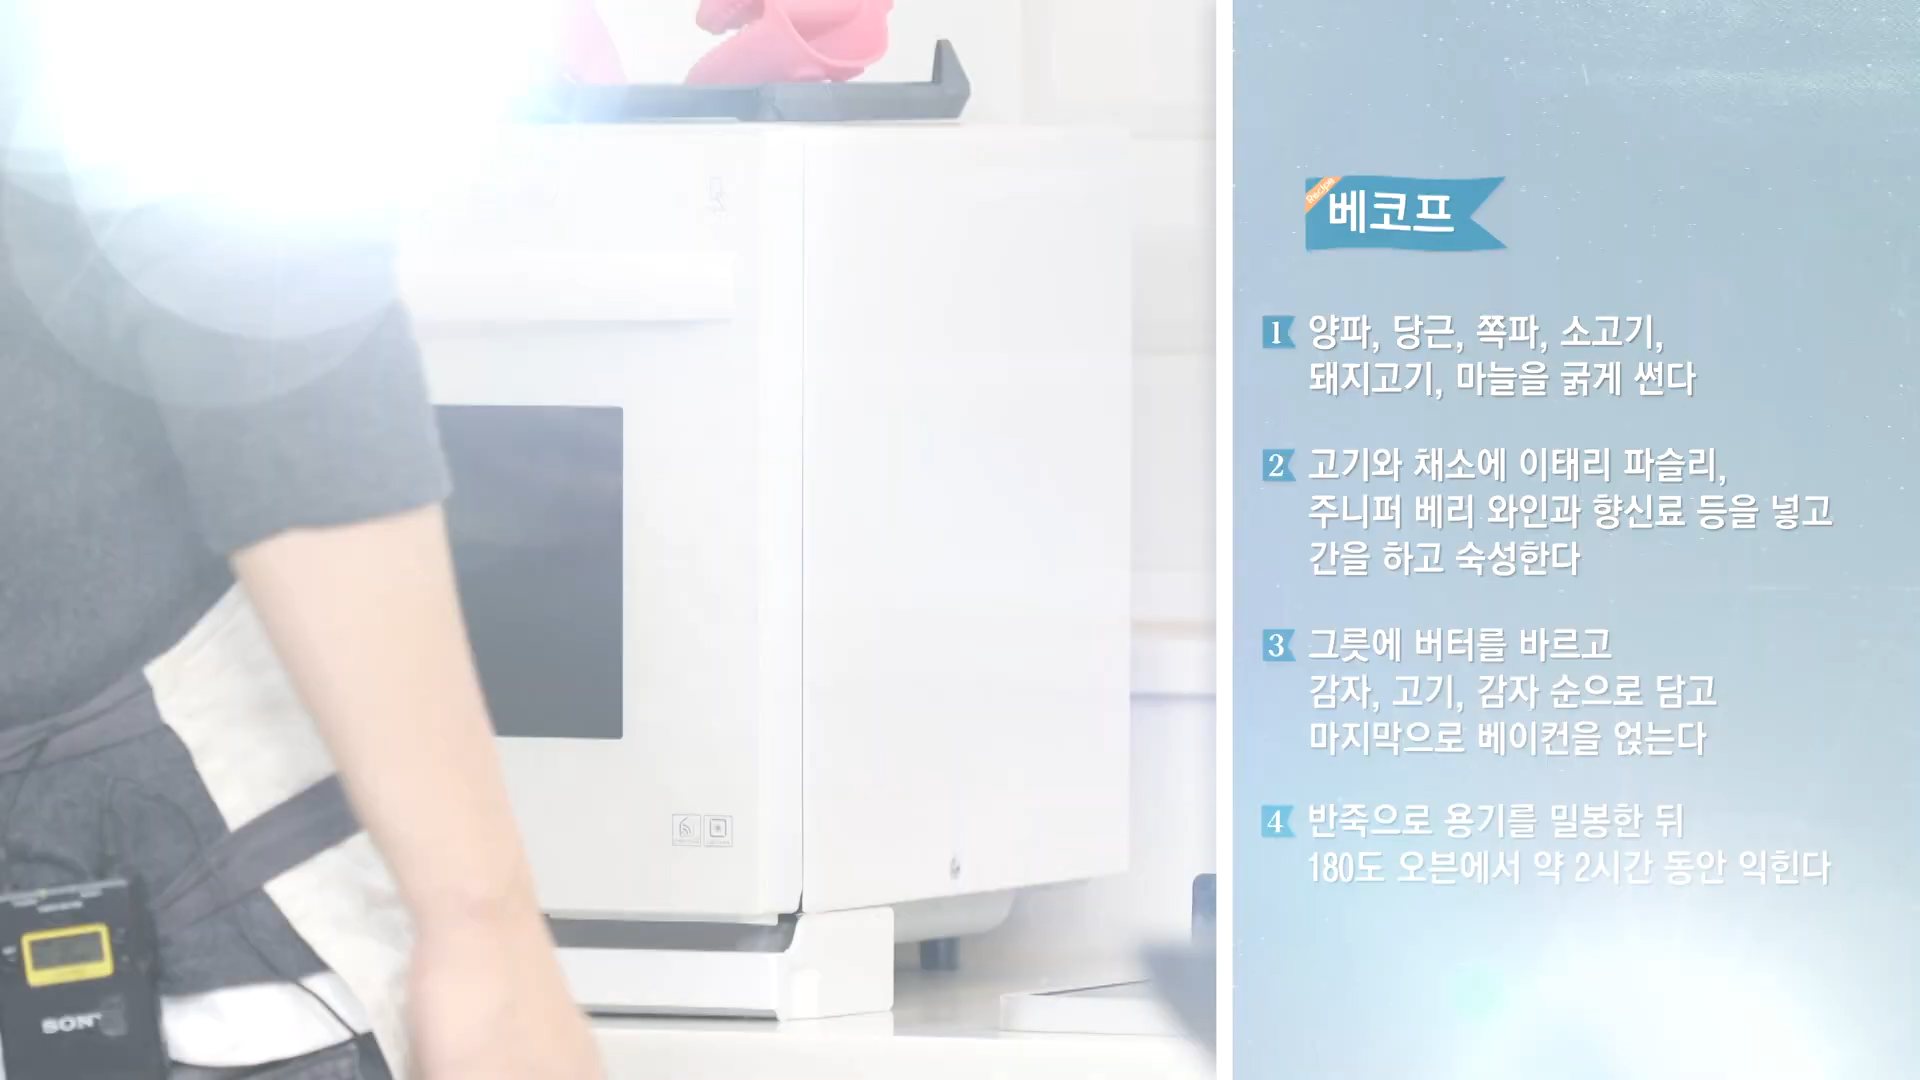 Recipe
베코프
1 양파, 당근, 쪽파, 소고기,
돼지고기, 마늘을 굵게 썬다
2 고기와 채소에 이태리 파슬리,
주니퍼 베리 와인과 향신료 등을 넣고
간을 하고 숙성한다
3 그릇에 버터를 바르고
감자, 고기, 감자 순으로 담고
마지막으로 베이컨을 얹는다
4 반죽으로 용기를 밀봉한 뒤
180도 오븐에서 약 2시간 동안 익힌다
SONY